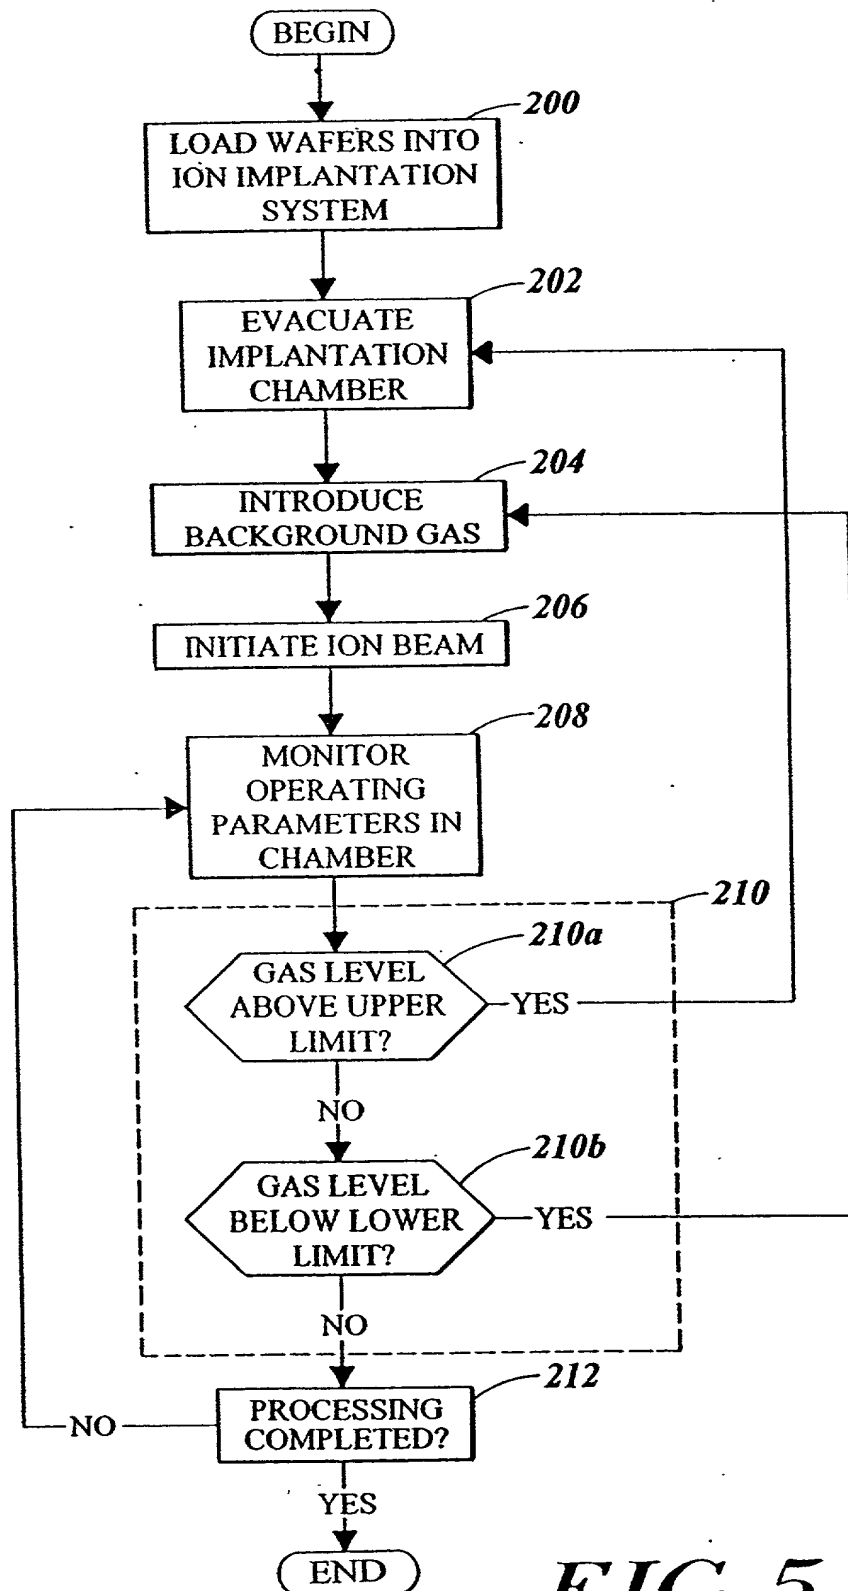 BEGIN
200
LOAD WAFERS INTO
ION IMPLANTATION
SYSTEM
202
EVACUATE
IMPLANTATION
CHAMBER
204
INTRODUCE
BACKGROUND GAS
206
INITIATE ION BEAM
208
MONITOR
OPERATING
PARAMETERS IN
CHAMBER
210
210a
GAS LEVEL
ABOVE UPPER
LIMIT?
YES
NO
210b
GAS LEVEL
BELOW LOWER
LIMIT?
YES
NO
212
PROCESSING
COMPLETED?
NO
YES
END
FIG. 5